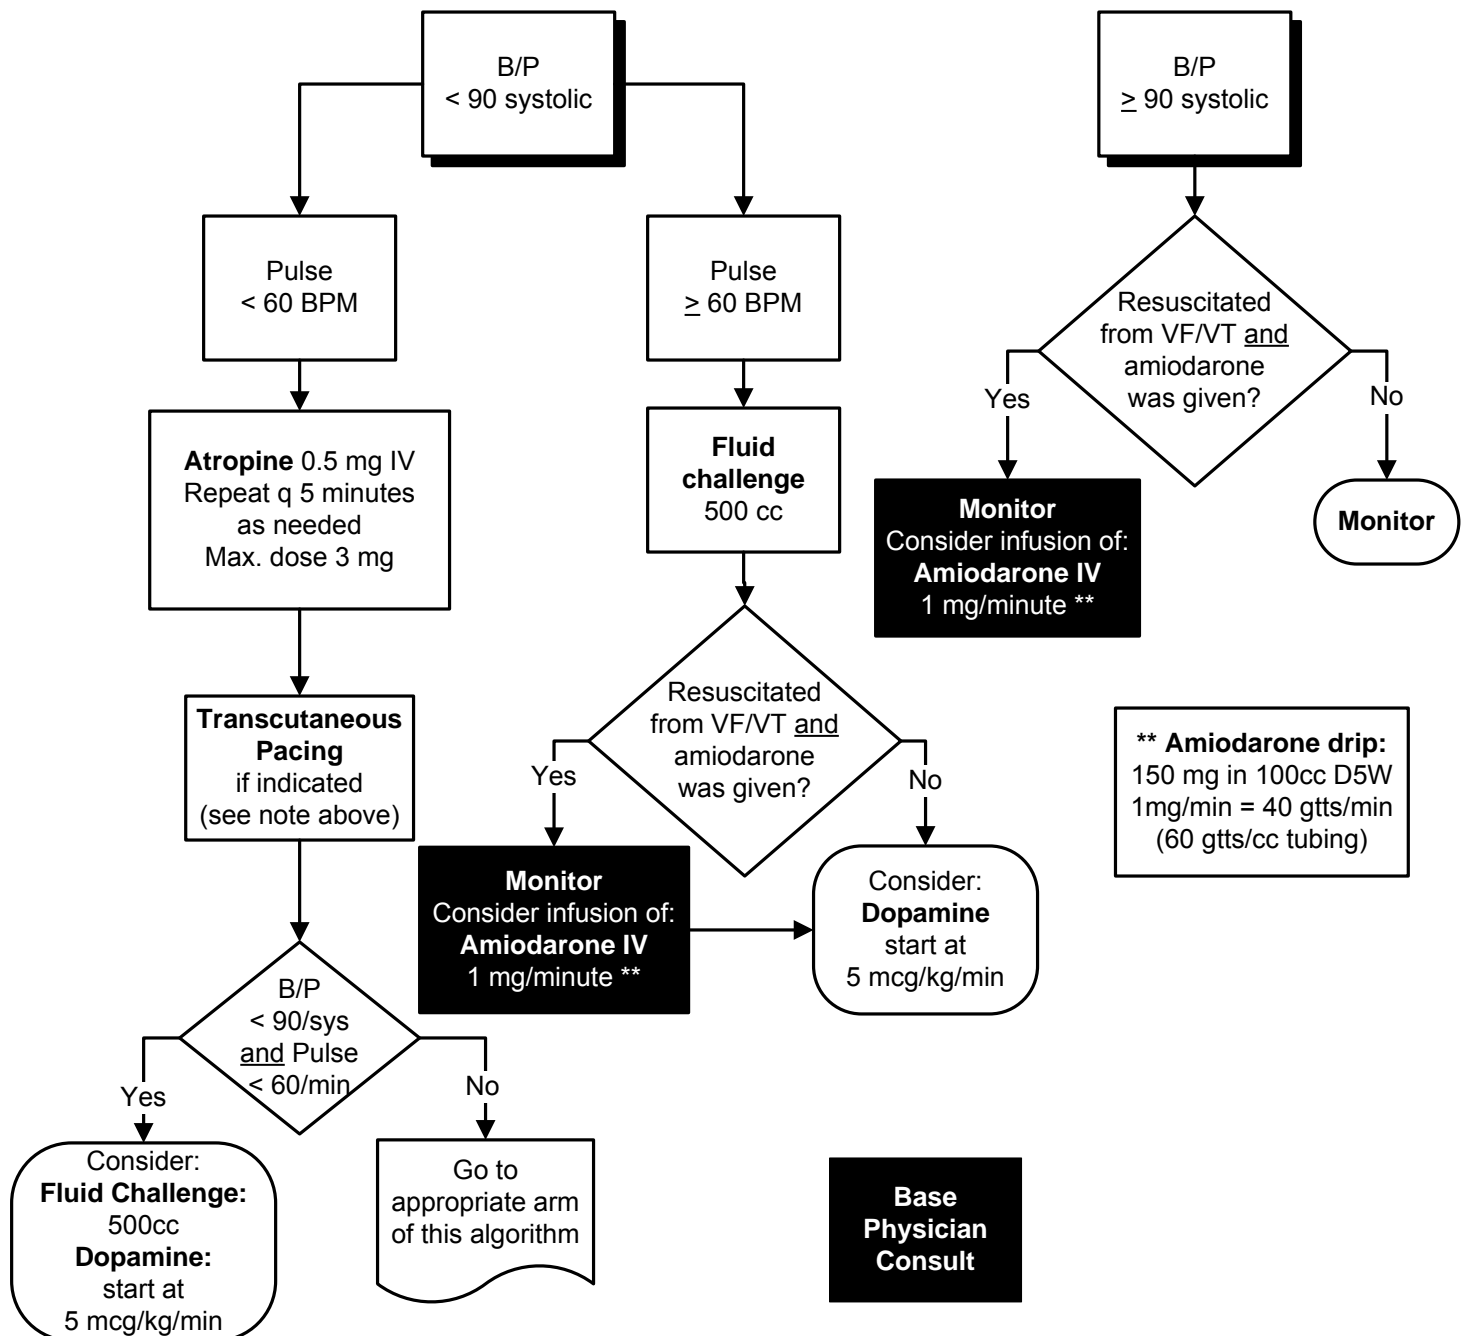 B/P
< 90 systolic
B/P
≥ 90 systolic
Pulse
< 60 BPM
Pulse
≥ 60 BPM
Resuscitated
from VF/VT and
amiodarone
was given?
Yes
No
Atropine 0.5 mg IV
Repeat q 5 minutes
as needed
Max. dose 3 mg
Fluid
challenge
500 cc
Monitor
Consider infusion of:
Amiodarone IV
1 mg/minute **
Monitor
Transcutaneous
Pacing
if indicated
(see note above)
Resuscitated
from VF/VT and
amiodarone
was given?
Yes
No
** Amiodarone drip:
150 mg in 100cc D5W
1mg/min = 40 gtts/min
(60 gtts/cc tubing)
Monitor
Consider infusion of:
Amiodarone IV
1 mg/minute **
Consider:
Dopamine
start at
5 mcg/kg/min
B/P
< 90/sys
and Pulse
< 60/min
Yes
No
Consider:
Fluid Challenge:
500cc
Dopamine:
start at
5 mcg/kg/min
Go to
appropriate arm
of this algorithm
Base
Physician
Consult